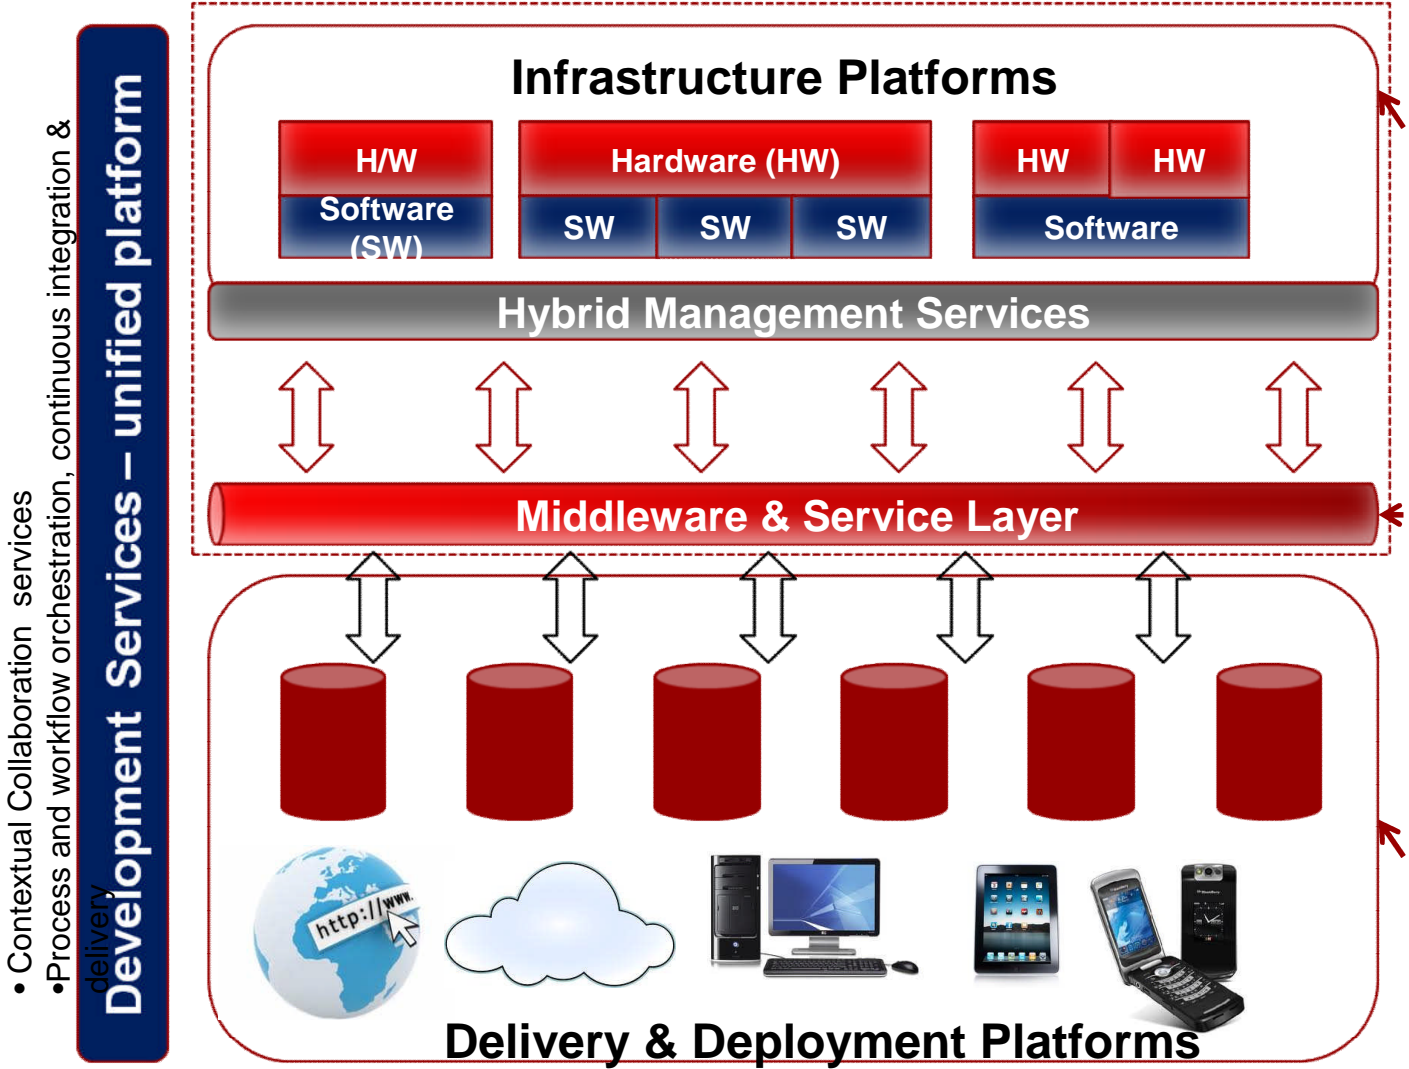 • Contextual Collaboration services
•Process and workflow orchestration, continuous integration &
delivery
Development Services – unified platform
Infrastructure Platforms
H/W
Software
(SW)
Hardware (HW)
SW SW SW
HW HW
Software
Hybrid Management Services
Middleware & Service Layer
http://www.
Delivery & Deployment Platforms